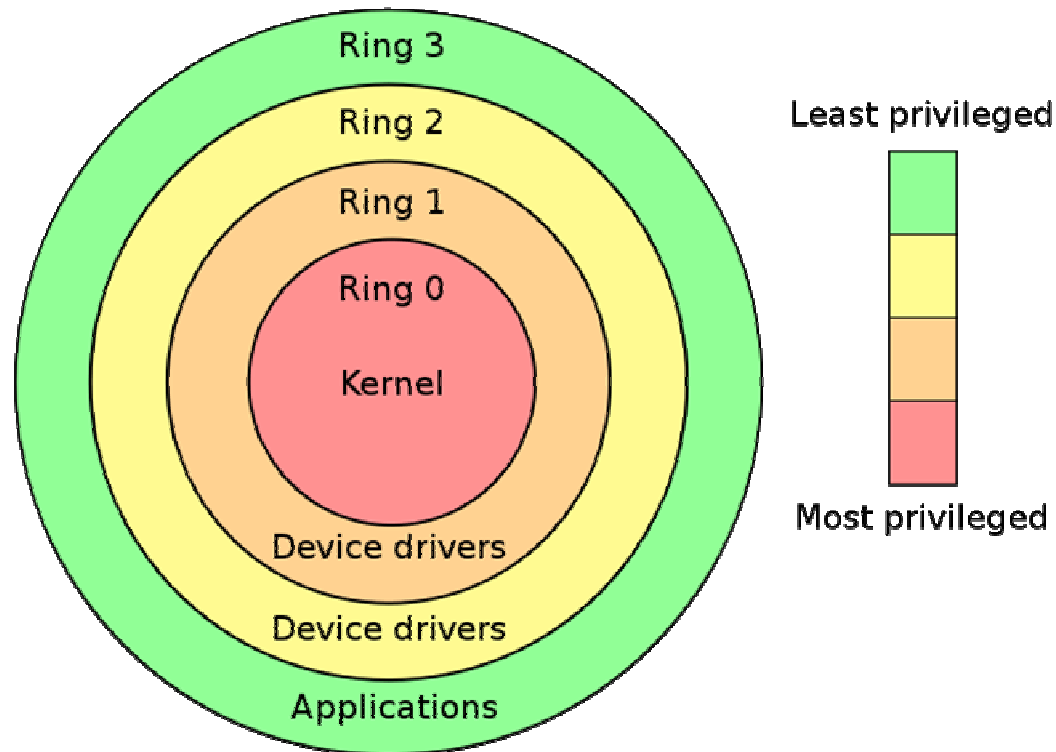 Ring 3
Ring 2
Ring 1
Ring 0
Kernel
Device drivers
Device drivers
Applications
Least privileged
Most privileged